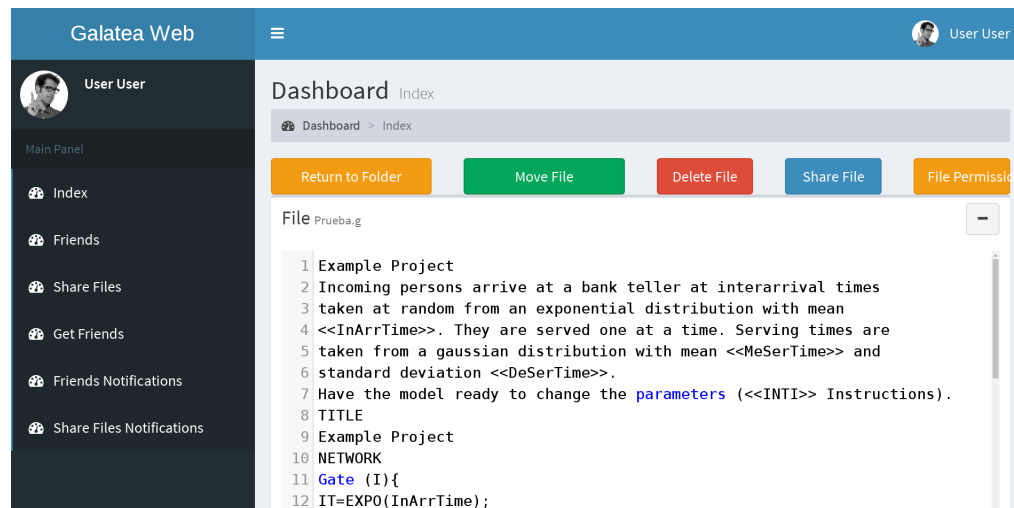 Galatea Web
User User
User User
Main Panel
Index
Friends
Share Files
Get Friends
Friends Notifications
Share Files Notifications
Dashboard Index
Dashboard > Index
Return to Folder
Move File
Delete File
Share File
File Permissio
File Prueba.g
1 Example Project
2 Incoming persons arrive at a bank teller at interarrival times
3 taken at random from an exponential distribution with mean
4 <<InArrTime>>. They are served one at a time. Serving times are
5 taken from a gaussian distribution with mean <<MeSerTime>> and
6 standard deviation <<DeSerTime>>.
7 Have the model ready to change the parameters (<<INTI>> Instructions).
8 TITLE
9 Example Project
10 NETWORK
11 Gate (I){
12 IT=EXPO(InArrTime);